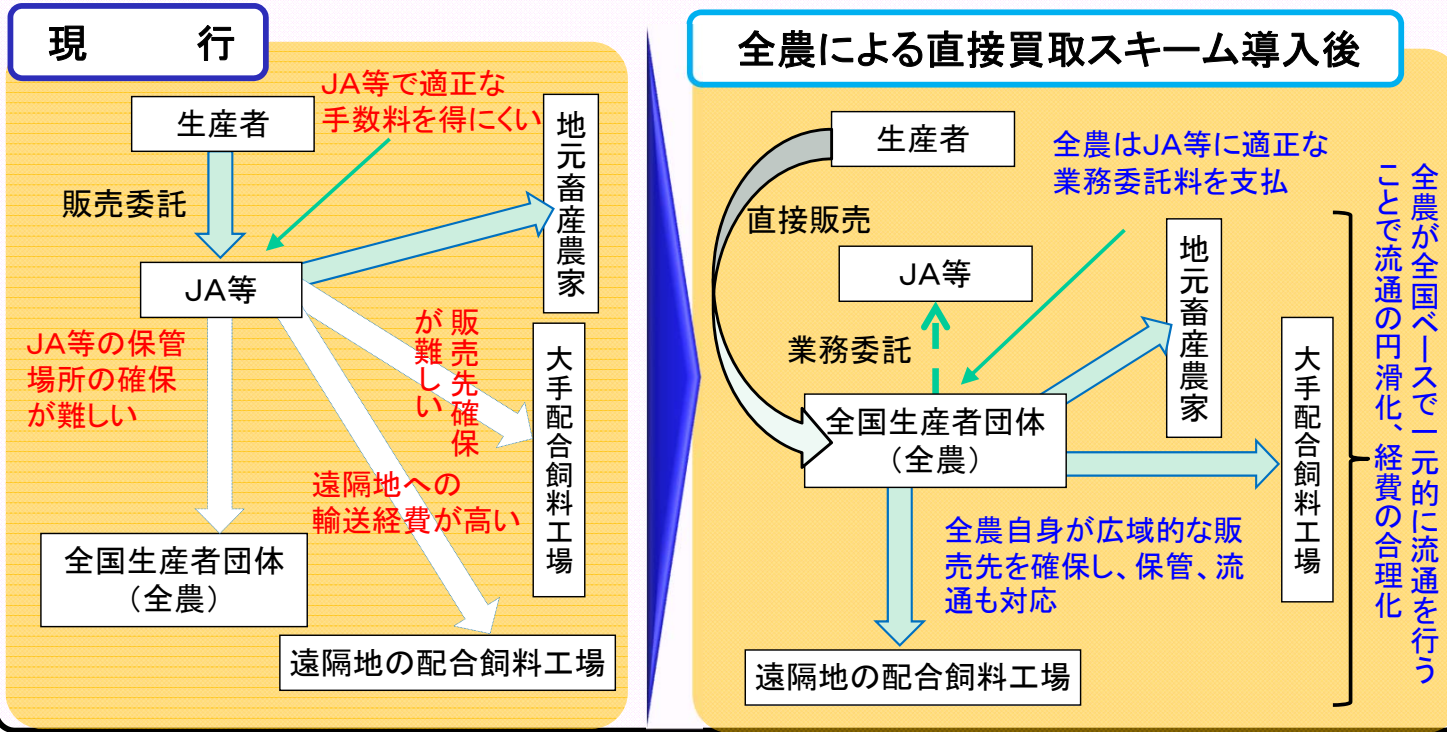 現　　行
JA等で適正な
手数料を得にくい
生産者
地元畜産農家
販売委託
JA等
JA等の保管
場所の確保
が難しい
販売先確保
が難しい
大手配合飼料工場
遠隔地への
輸送経費が高い
全国生産者団体
（全農）
遠隔地の配合飼料工場
全農による直接買取スキーム導入後
生産者
全農はJA等に適正な
業務委託料を支払
直接販売
JA等
地元畜産農家
業務委託
全国生産者団体
（全農）
大手配合飼料工場
全農自身が広域的な販
売先を確保し、保管、流
通も対応
遠隔地の配合飼料工場
全農が全国ベースで一元的に流通を行う
ことで流通の円滑化、経費の合理化